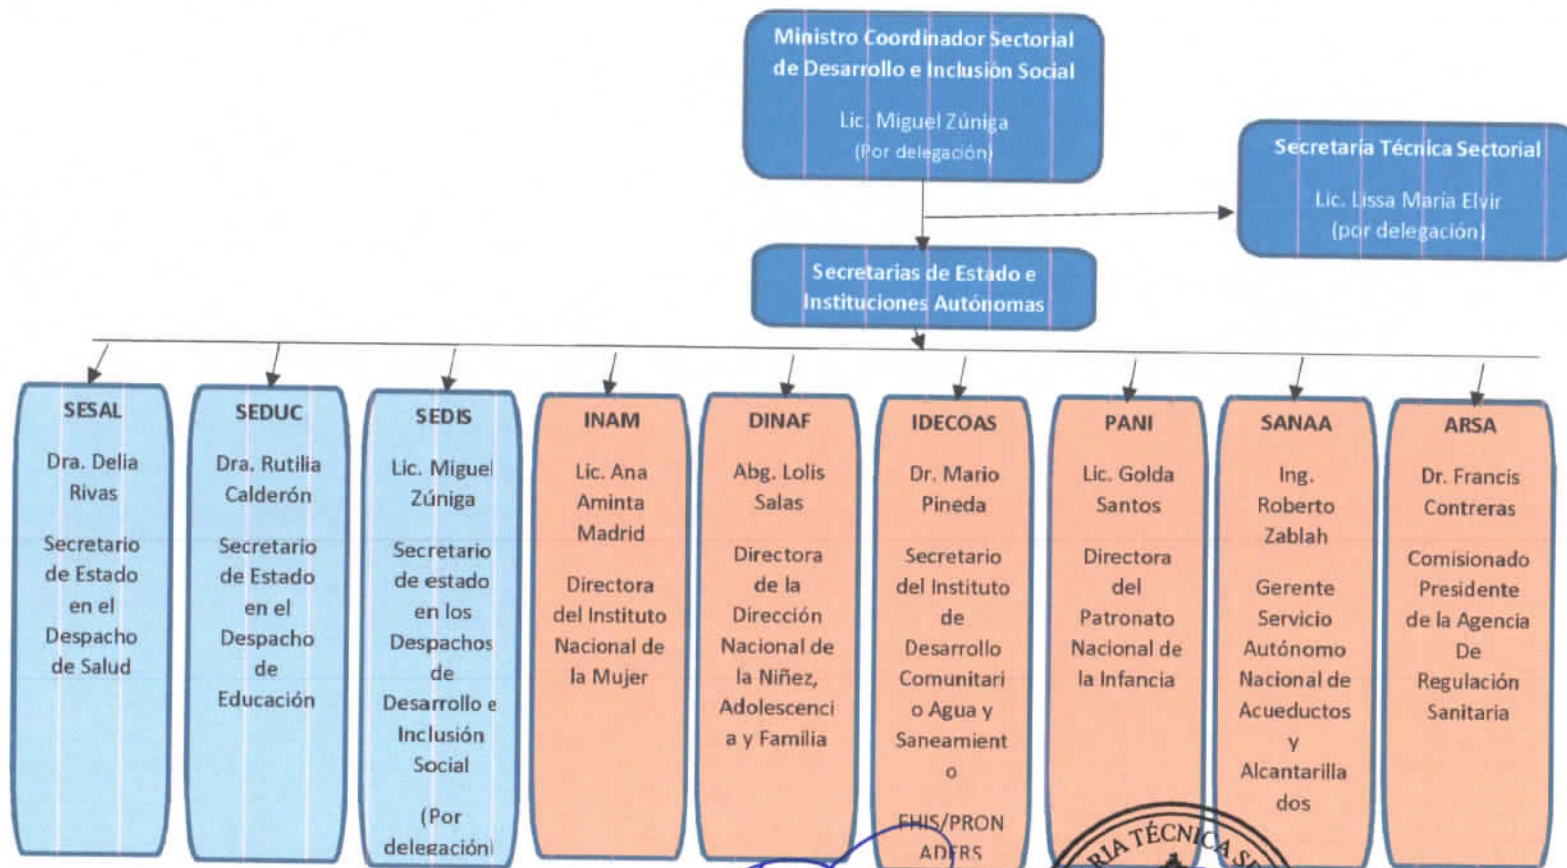 Ministro Coordinador Sectorial
de Desarrollo e Inclusión Social
Lic. Miguel Zúniga
(Por delegación)
Secretaría Técnica Sectorial
Lic. Lissa María Elvir
(por delegación)
Secretarias de Estado e
Instituciones Autónomas
SESAL
Dra. Delia
Rivas
Secretario
de Estado
en el
Despacho
de Salud
SEDUC
Dra. Rutilia
Calderón
Secretario
de Estado
en el
Despacho
de
Educación
SEDIS
Lic. Miguel
Zúniga
Secretario
de estado
en los
Despachos
de
Desarrollo e
Inclusión
Social
(Por
delegación)
INAM
Lic. Ana
Aminta
Madrid
Directora
del Instituto
Nacional de
la Mujer
DINAF
Abg. Lolis
Salas
Directora
de la
Dirección
Nacional de
la Niñez,
Adolescenci
a y Familia
IDECOAS
Dr. Mario
Pineda
Secretario
del Instituto
de
Desarrollo
Comunitari
o Agua y
Saneamient
o
FHIS/PRON
ADERS
PANI
Lic. Golda
Santos
Directora
del
Patronato
Nacional de
la Infancia
SANAA
Ing.
Roberto
Zablah
Gerente
Servicio
Autónomo
Nacional de
Acueductos
y
Alcantarilla
dos
ARSA
Dr. Francis
Contreras
Comisionado
Presidente
de la Agencia
De
Regulación
Sanitaria
TÉCNICA